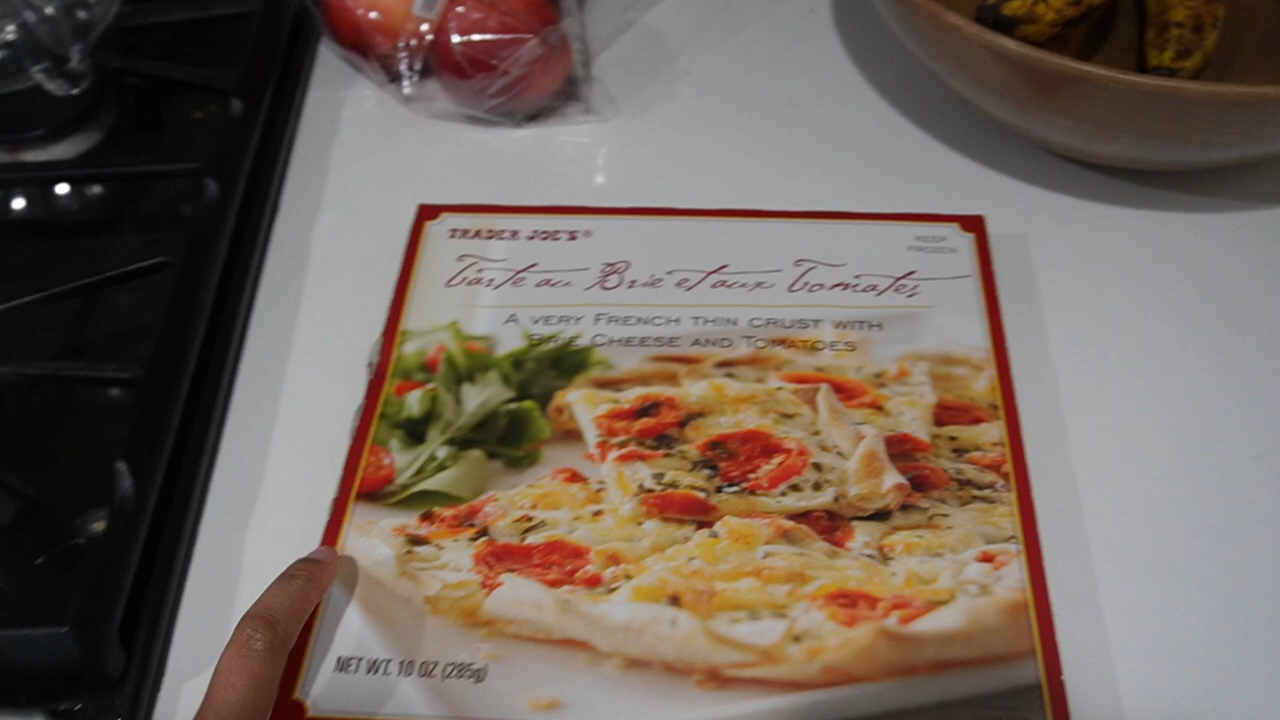 TRADER JOE'S®
KEEP
FROZEN
Tarte au Brie et aux Tomates
A VERY FRENCH THIN CRUST WITH
BRIE CHEESE AND TOMATOES
NET WT. 10 OZ (285g)